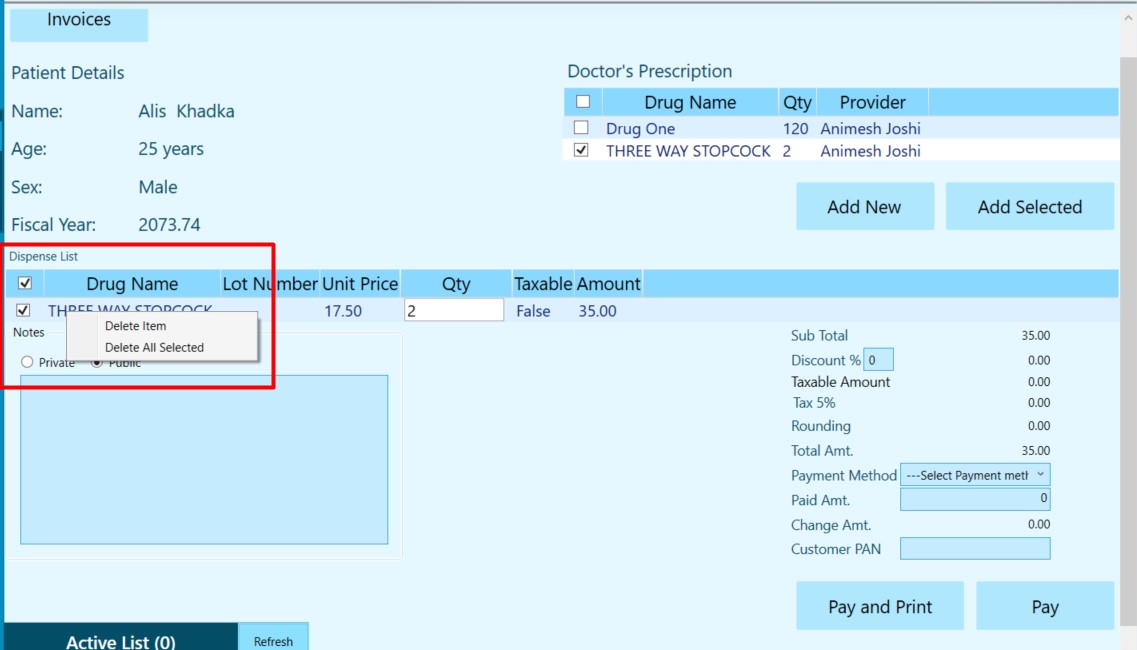 Invoices
Patient Details
Name: Alis Khadka
Age: 25 years
Sex: Male
Fiscal Year: 2073.74
Doctor's Prescription
Drug Name Qty Provider
Drug One 120 Animesh Joshi
THREE WAY STOPCOCK 2 Animesh Joshi
Add New Add Selected
Dispense List
Drug Name Lot Number Unit Price Qty Taxable Amount
THREE WAY STOPCOCK 17.50 2 False 35.00
Delete Item
Delete All Selected
Notes
Private Public
Sub Total 35.00
Discount % 0 0.00
Taxable Amount 0.00
Tax 5% 0.00
Rounding 0.00
Total Amt. 35.00
Payment Method ---Select Payment meth
Paid Amt. 0
Change Amt. 0.00
Customer PAN
Pay and Print Pay
Active List (0) Refresh